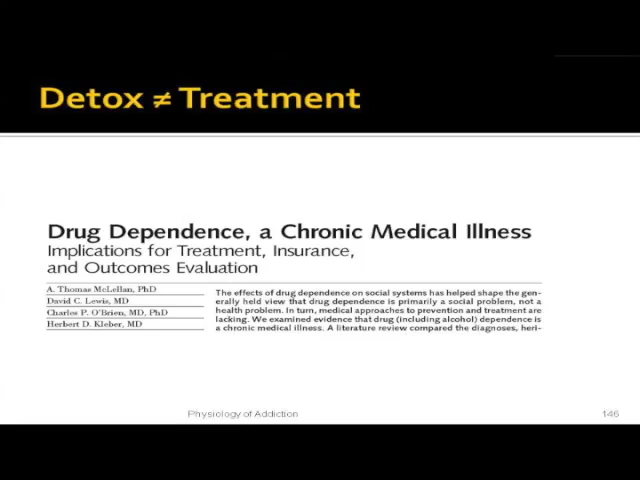 Detox ≠ Treatment
Drug Dependence, a Chronic Medical Illness
Implications for Treatment, Insurance,
and Outcomes Evaluation
A. Thomas McLellan, PhD
David C. Lewis, MD
Charles P. O'Brien, MD, PhD
Herbert D. Kleber, MD
The effects of drug dependence on social systems has helped shape the gen-
erally held view that drug dependence is primarily a social problem, not a
health problem. In turn, medical approaches to prevention and treatment are
lacking. We examined evidence that drug (including alcohol) dependence is
a chronic medical illness. A literature review compared the diagnoses, heri-
Physiology of Addiction
146